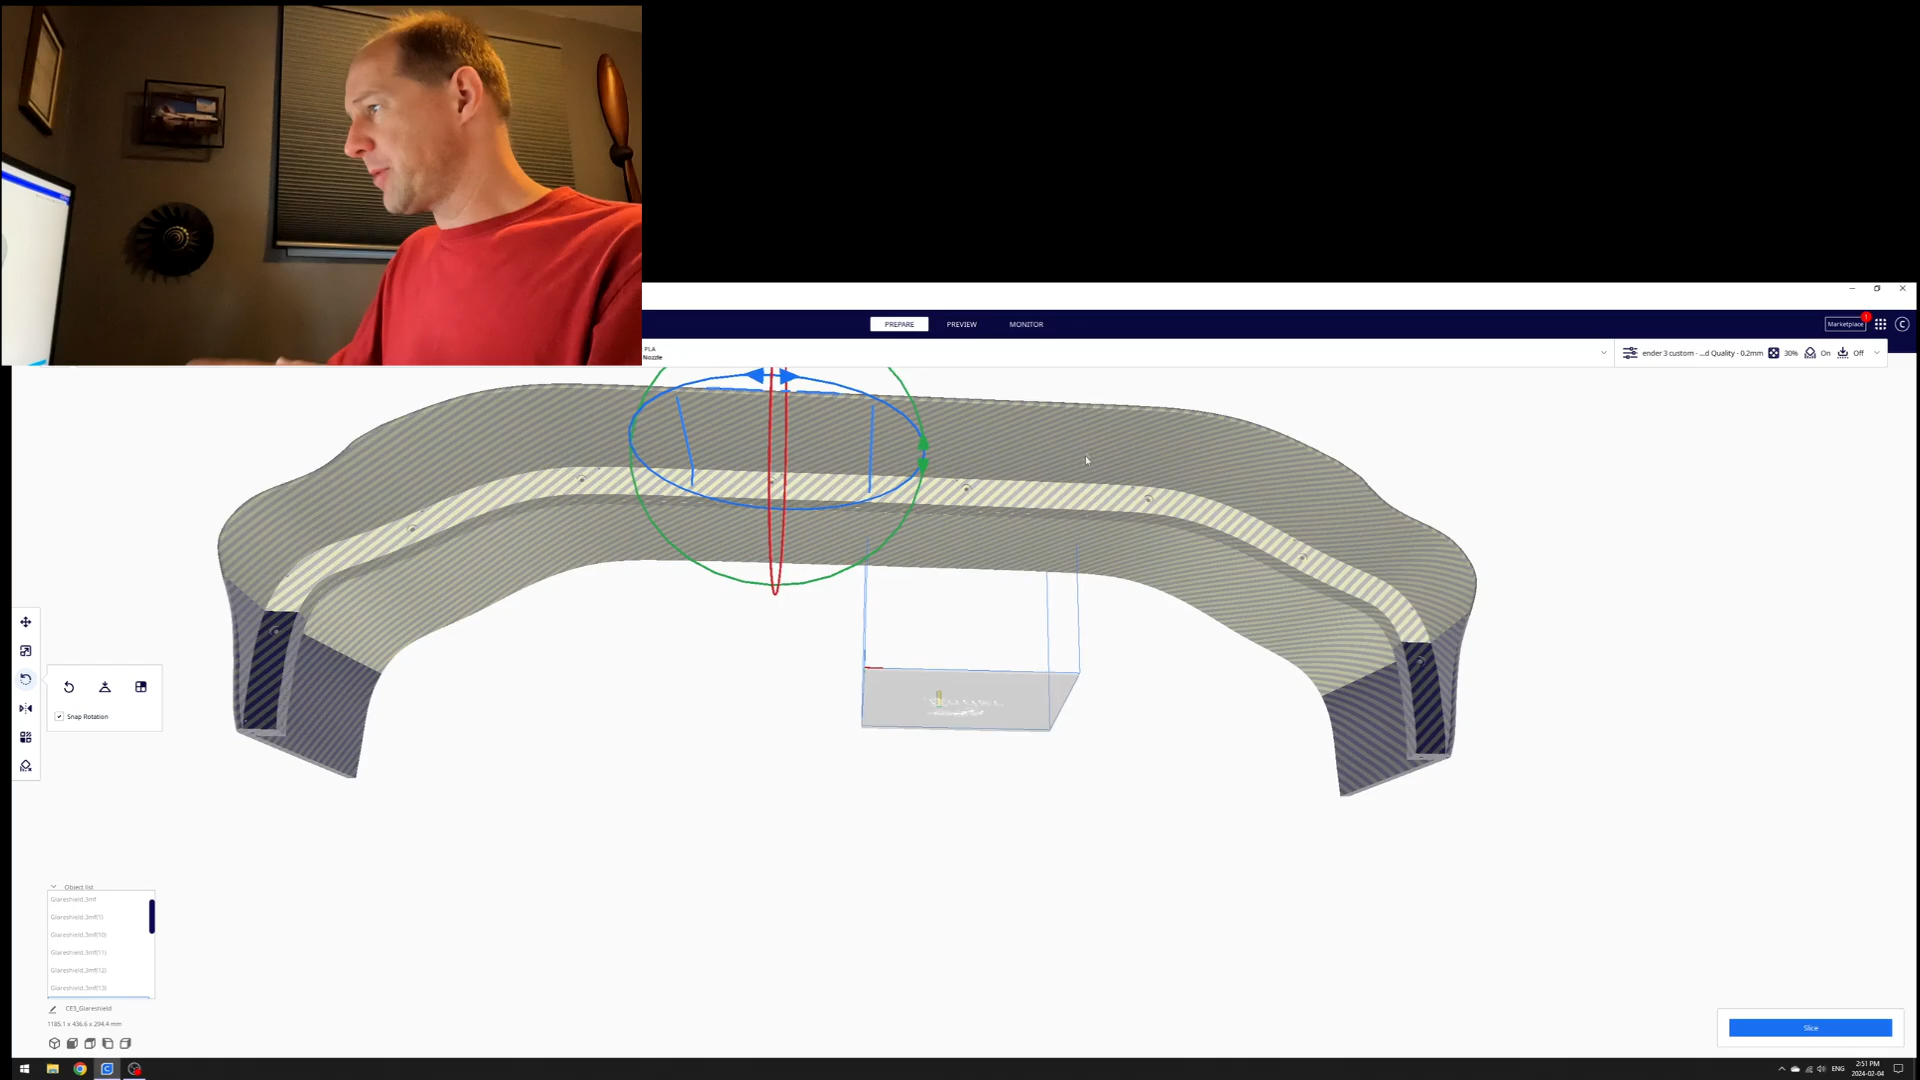 PREPARE PREVIEW MONITOR
Marketplace 1 C
PLA
Nozzle
ender 3 custom - ...d Quality - 0.2mm 30% On Off
Snap Rotation
Object list
Glareshield.3mf
Glareshield.3mf(1)
Glareshield.3mf(10)
Glareshield.3mf(11)
Glareshield.3mf(12)
Glareshield.3mf(13)
CE3_Glareshield
1185.1 x 436.6 x 294.4 mm
Slice
ENG
2:51 PM
2024-02-04